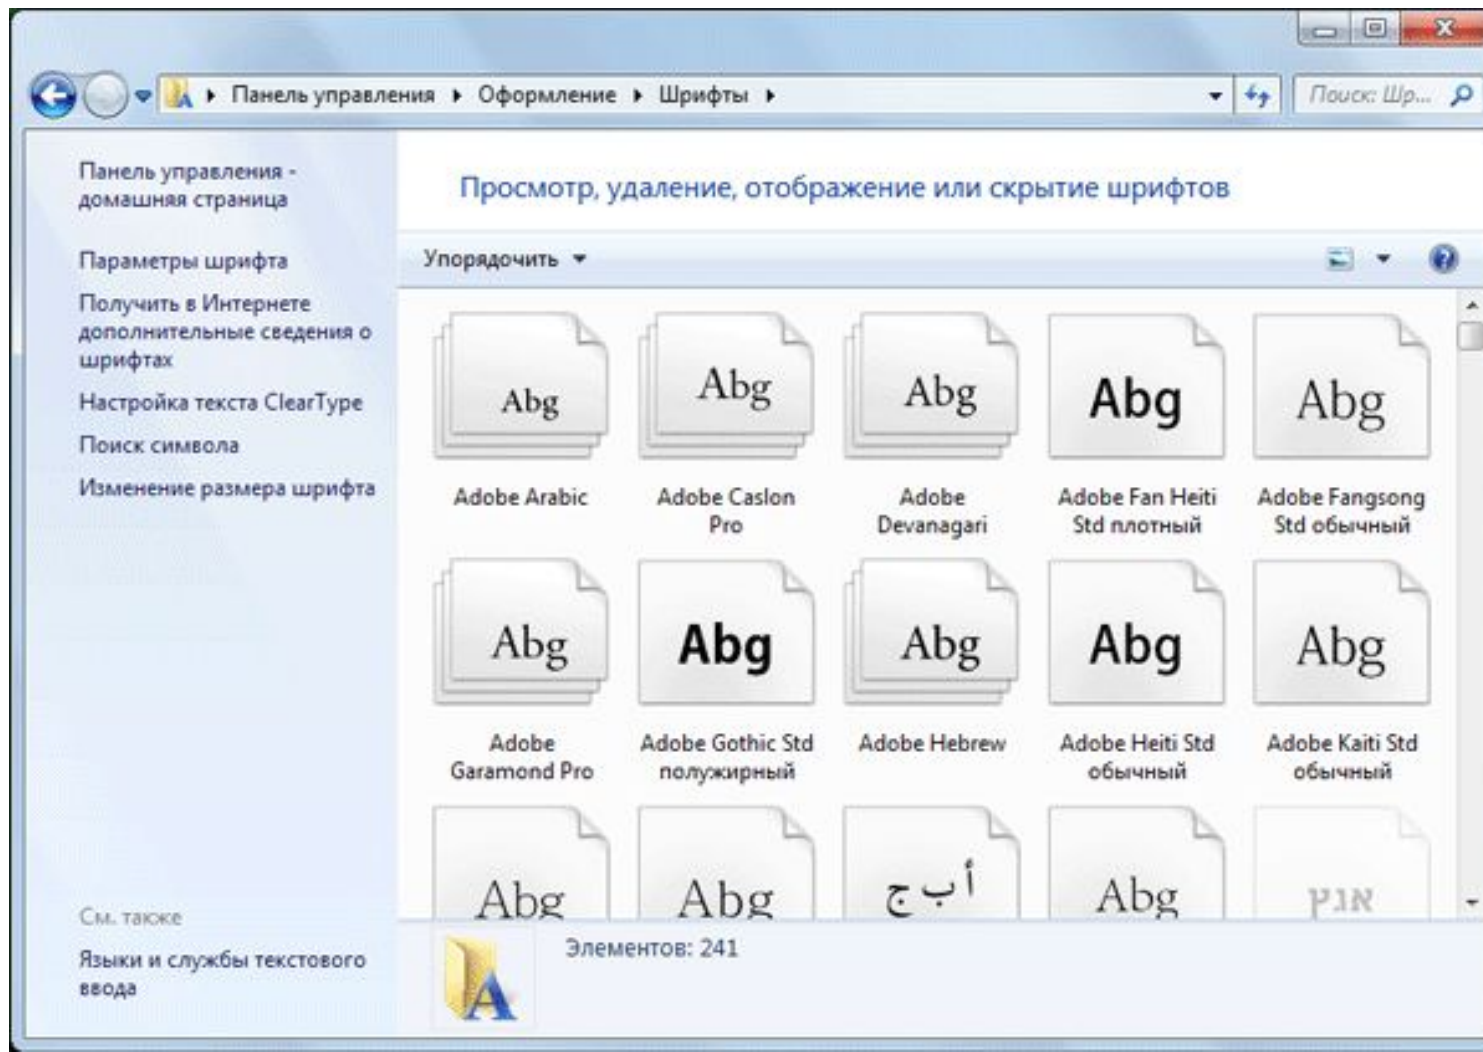 Панель управления ▸ Оформление ▸ Шрифты ▸
Поиск: Шр...
Панель управления -
домашняя страница
Параметры шрифта
Получить в Интернете
дополнительные сведения о
шрифтах
Настройка текста ClearType
Поиск символа
Изменение размера шрифта
См. также
Языки и службы текстового
ввода
Просмотр, удаление, отображение или скрытие шрифтов
Упорядочить
Abg Abg Abg Abg Abg
Adobe Arabic
Adobe Caslon
Pro
Adobe
Devanagari
Adobe Fan Heiti
Std плотный
Adobe Fangsong
Std обычный
Abg Abg Abg Abg Abg
Adobe
Garamond Pro
Adobe Gothic Std
полужирный
Adobe Hebrew
Adobe Heiti Std
обычный
Adobe Kaiti Std
обычный
Abg Abg أ ب ج Abg אנץ
Элементов: 241